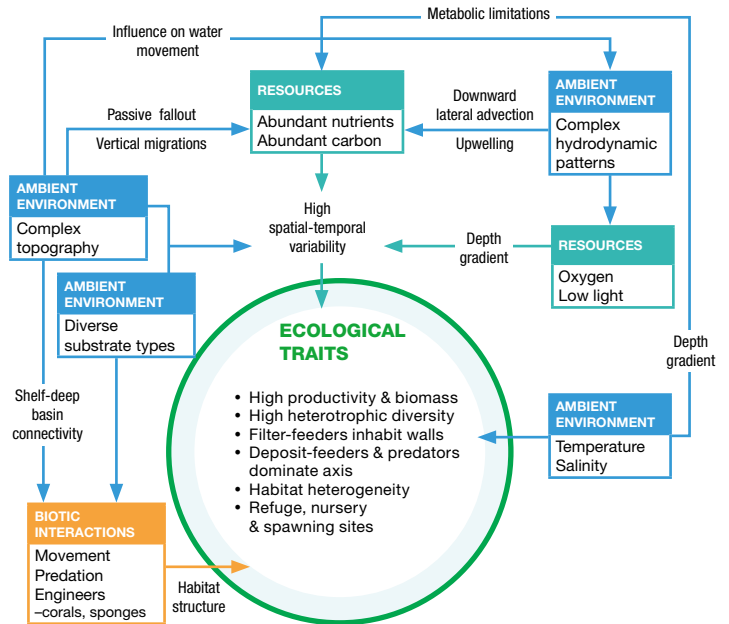 Metabolic limitations
Influence on water
movement
RESOURCES
Abundant nutrients
Abundant carbon
AMBIENT
ENVIRONMENT
Complex
hydrodynamic
patterns
Passive fallout
Vertical migrations
Downward
lateral advection
Upwelling
AMBIENT
ENVIRONMENT
Complex
topography
High
spatial-temporal
variability
Depth
gradient
RESOURCES
Oxygen
Low light
AMBIENT
ENVIRONMENT
Diverse
substrate types
ECOLOGICAL
TRAITS
• High productivity & biomass
• High heterotrophic diversity
• Filter-feeders inhabit walls
• Deposit-feeders & predators
dominate axis
• Habitat heterogeneity
• Refuge, nursery
& spawning sites
Depth
gradient
Shelf-deep
basin
connectivity
AMBIENT
ENVIRONMENT
Temperature
Salinity
BIOTIC
INTERACTIONS
Movement
Predation
Engineers
–corals, sponges
Habitat
structure